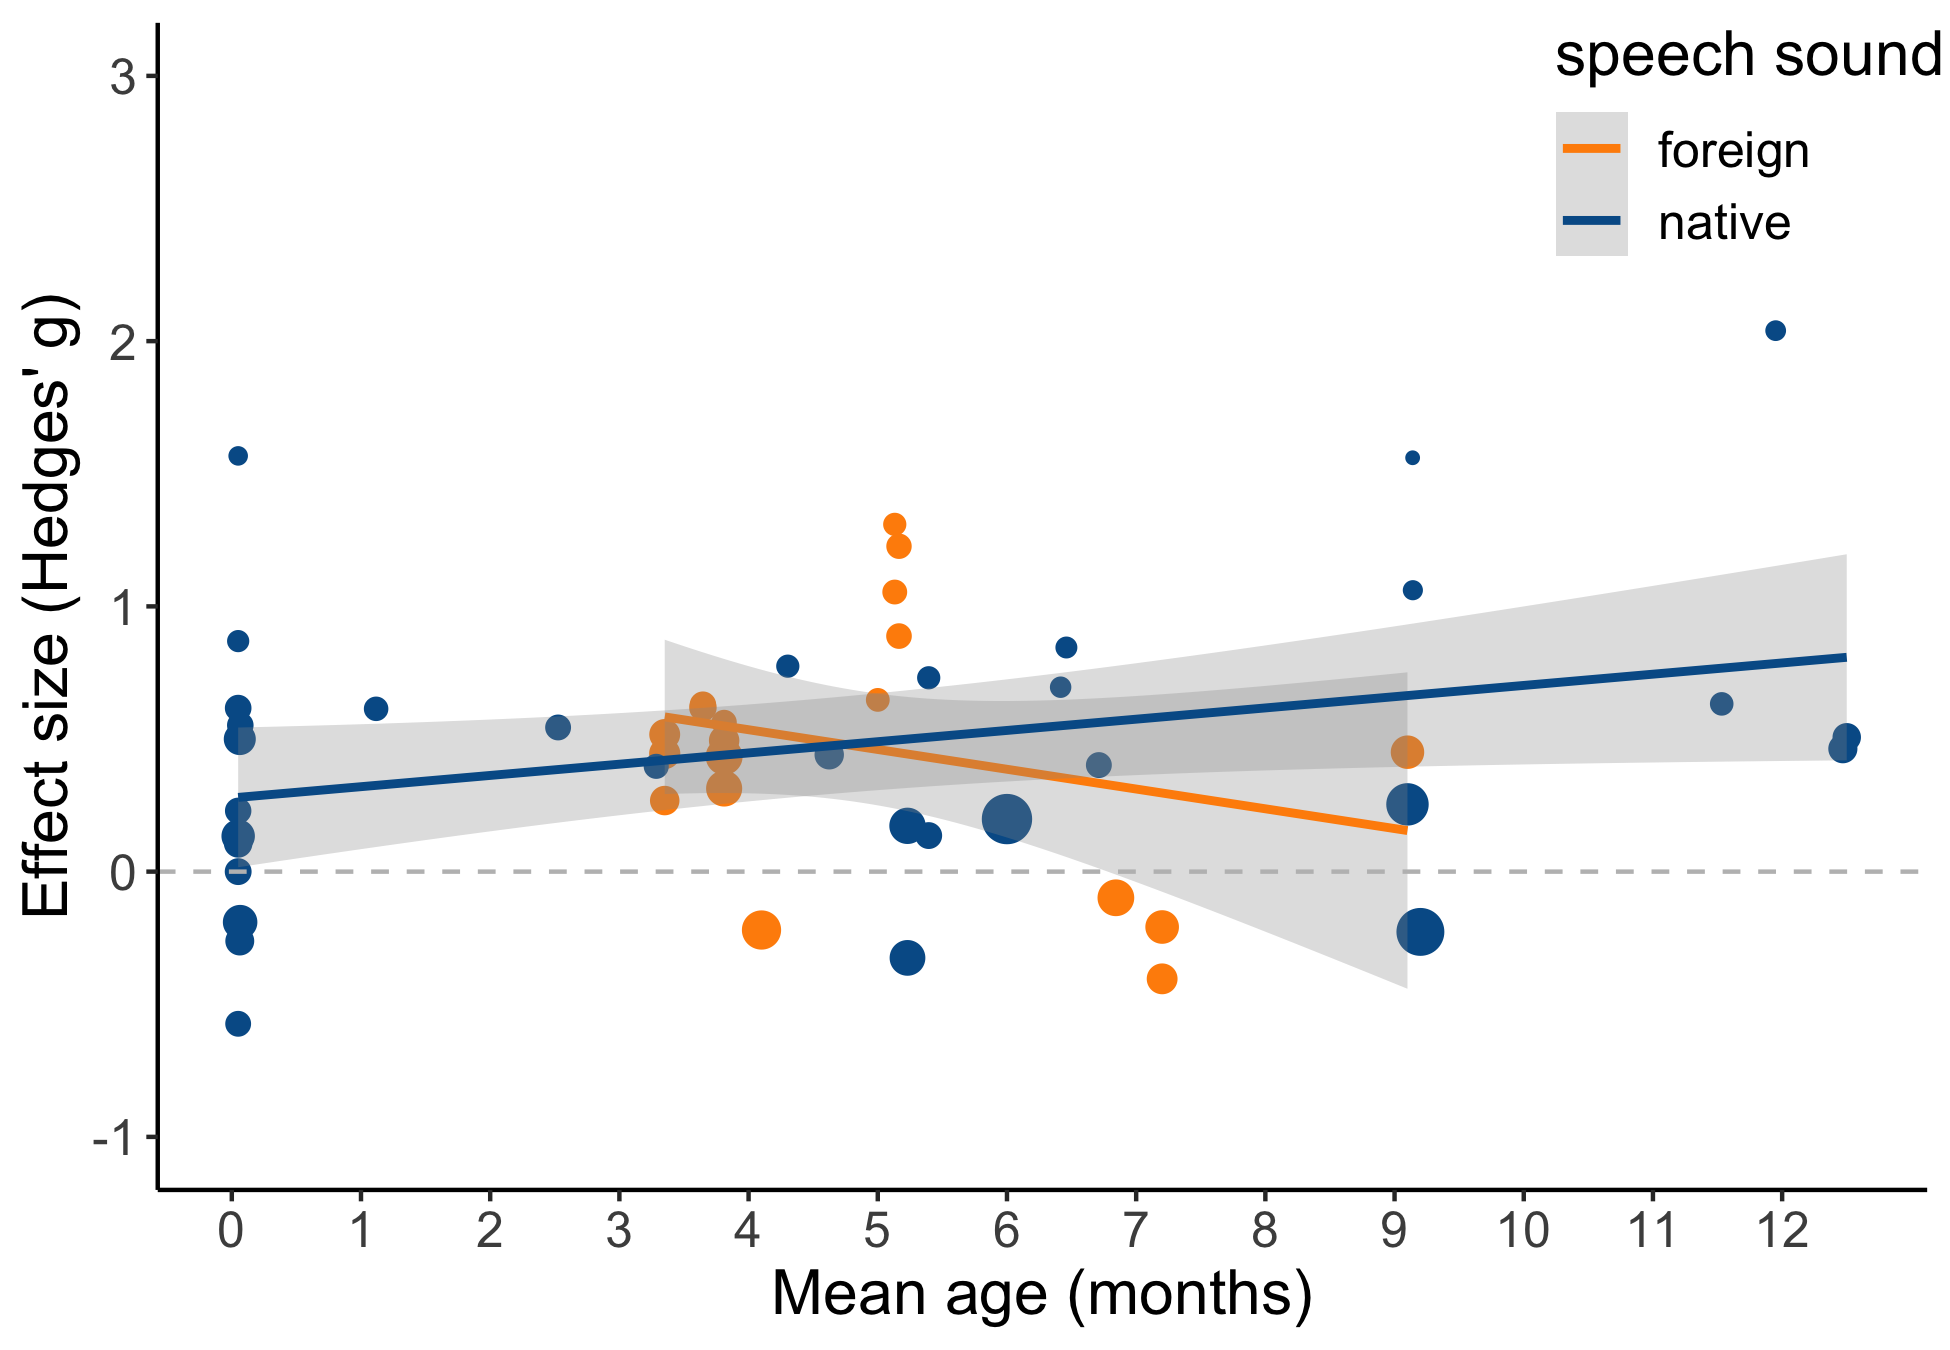 speech sound
foreign
native
Effect size (Hedges' g)
3
2
1
0
-1
0 1 2 3 4 5 6 7 8 9 10 11 12
Mean age (months)